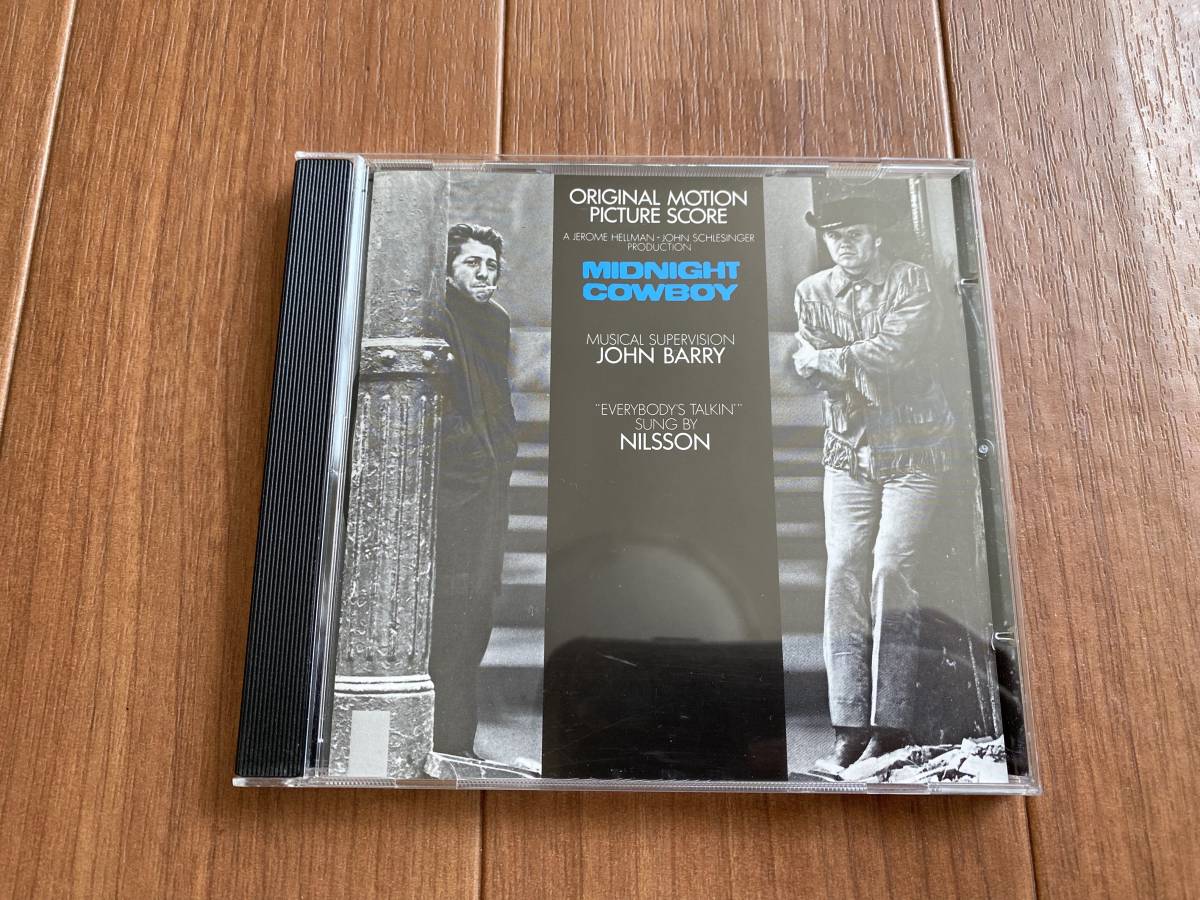 ORIGINAL MOTION
PICTURE SCORE
A JEROME HELLMAN - JOHN SCHLESINGER
PRODUCTION
MIDNIGHT
COWBOY
MUSICAL SUPERVISION
JOHN BARRY
"EVERYBODY'S TALKIN'"
SUNG BY
NILSSON